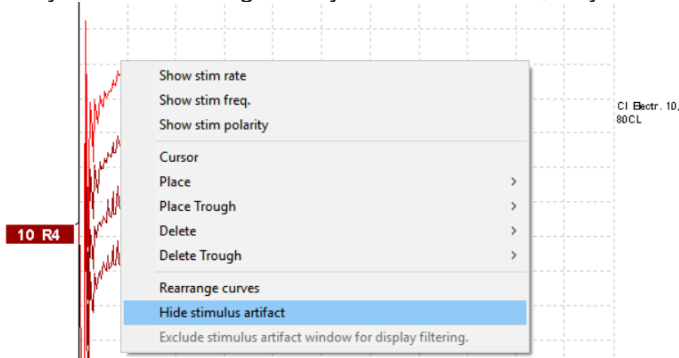 Show stim rate
Show stim freq.
Show stim polarity
Cursor
Place
Place Trough
Delete
Delete Trough
Rearrange curves
Hide stimulus artifact
Exclude stimulus artifact window for display filtering.
10 R4
CI Electr. 10,
80CL